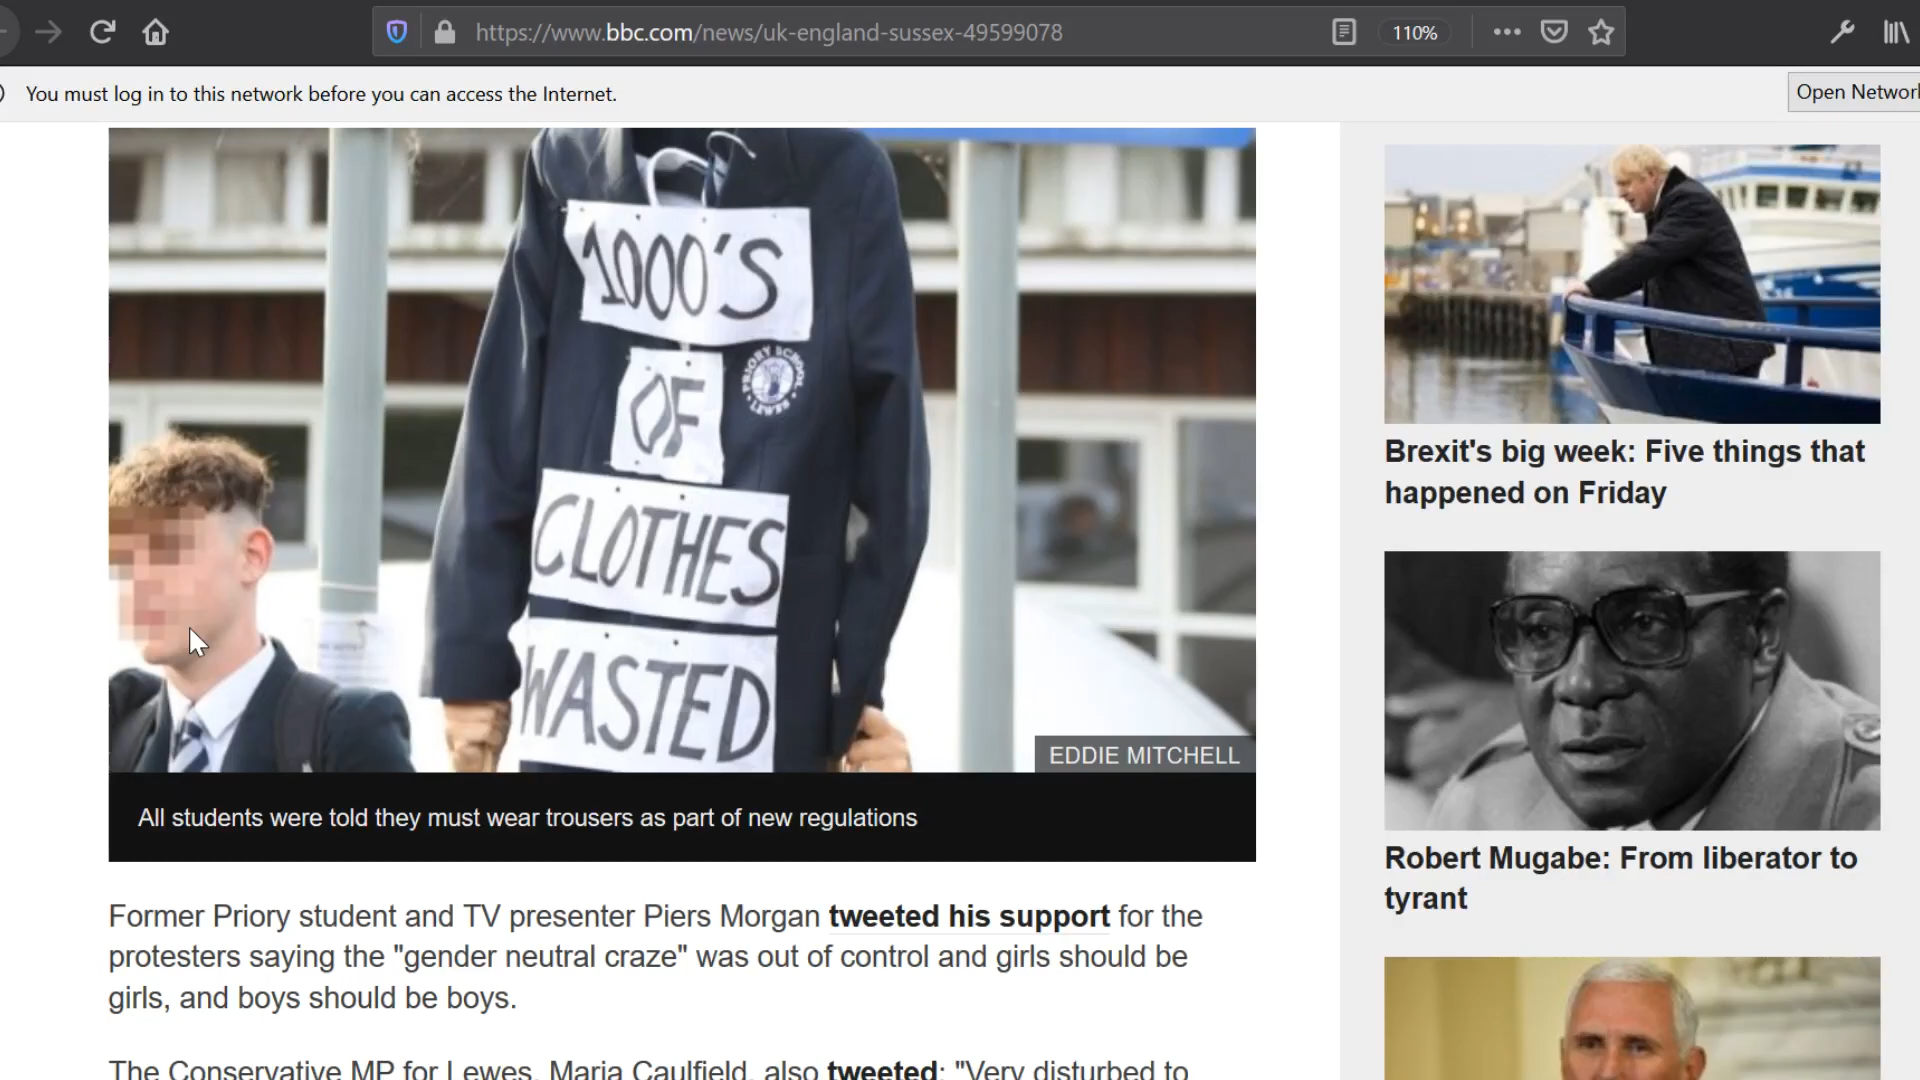 https://www.bbc.com/news/uk-england-sussex-49599078
110%
You must log in to this network before you can access the Internet.
Open Network
1000'S
OF
CLOTHES
WASTED
PRIORY SCHOOL
LEWES
EDDIE MITCHELL
All students were told they must wear trousers as part of new regulations
Former Priory student and TV presenter Piers Morgan tweeted his support for the
protesters saying the "gender neutral craze" was out of control and girls should be
girls, and boys should be boys.
The Conservative MP for Lewes, Maria Caulfield, also tweeted: "Very disturbed to
Brexit's big week: Five things that
happened on Friday
Robert Mugabe: From liberator to
tyrant